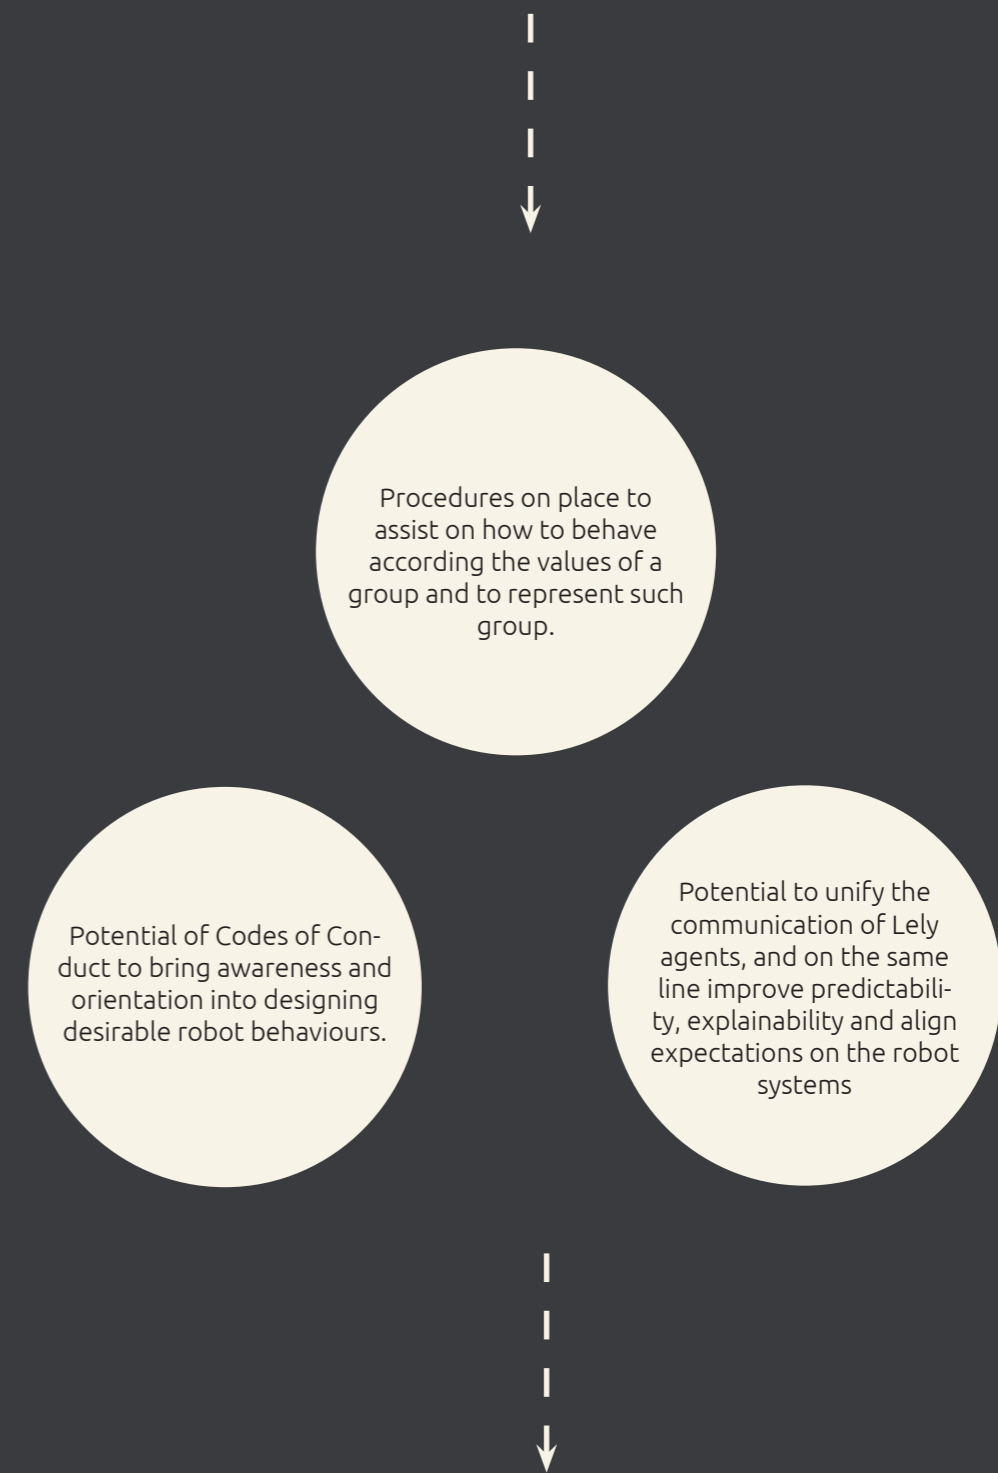 Procedures on place to
assist on how to behave
according the values of a
group and to represent such
group.
Potential of Codes of Con-
duct to bring awareness and
orientation into designing
desirable robot behaviours.
Potential to unify the
communication of Lely
agents, and on the same
line improve predictabili-
ty, explainability and align
expectations on the robot
systems